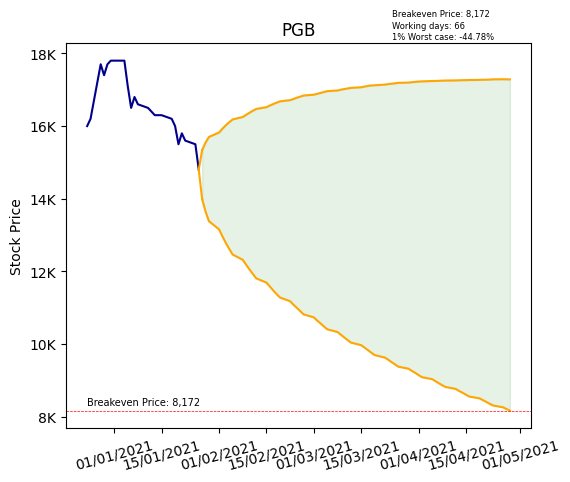 Breakeven Price: 8,172
Working days: 66
1% Worst case: -44.78%
PGB
Stock Price
18K
16K
14K
12K
10K
8K
Breakeven Price: 8,172
01/01/2021
15/01/2021
01/02/2021
15/02/2021
01/03/2021
15/03/2021
01/04/2021
15/04/2021
01/05/2021